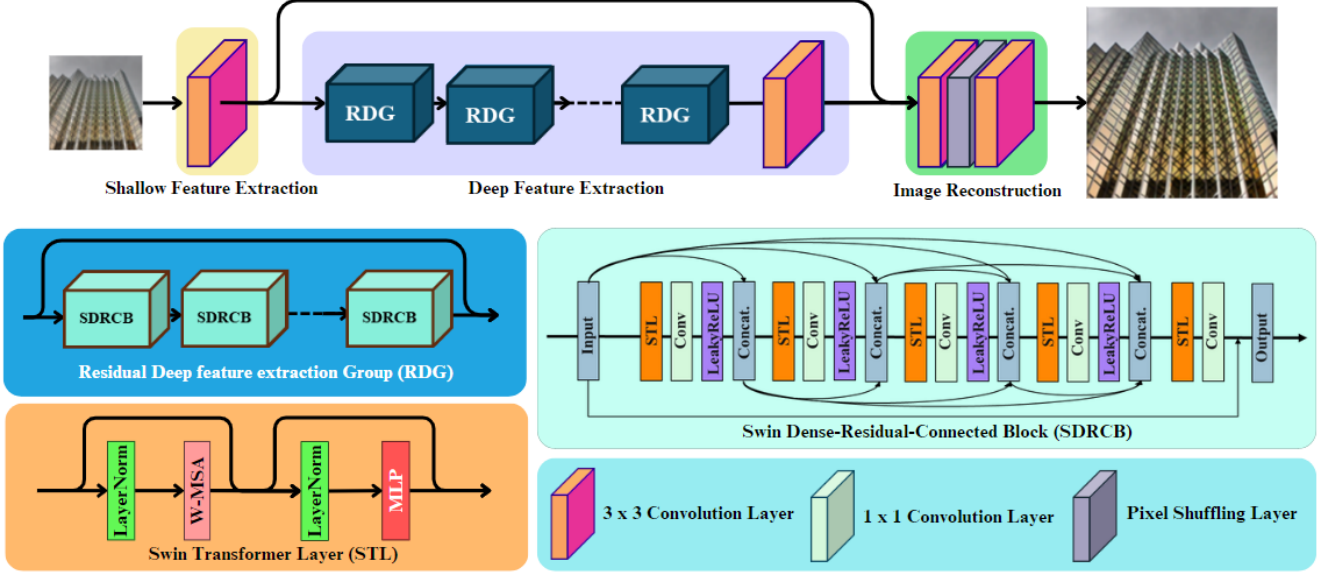 RDG
RDG
RDG
Shallow Feature Extraction
Deep Feature Extraction
Image Reconstruction
SDRCB
SDRCB
SDRCB
Residual Deep feature extraction Group (RDG)
Input
STL
Conv
LeakyReLU
Concat.
STL
Conv
LeakyReLU
Concat.
STL
Conv
LeakyReLU
Concat.
STL
Conv
LeakyReLU
Concat.
STL
Conv
Output
Swin Dense-Residual-Connected Block (SDRCB)
LayerNorm
W-MSA
LayerNorm
MLP
Swin Transformer Layer (STL)
3 x 3 Convolution Layer
1 x 1 Convolution Layer
Pixel Shuffling Layer